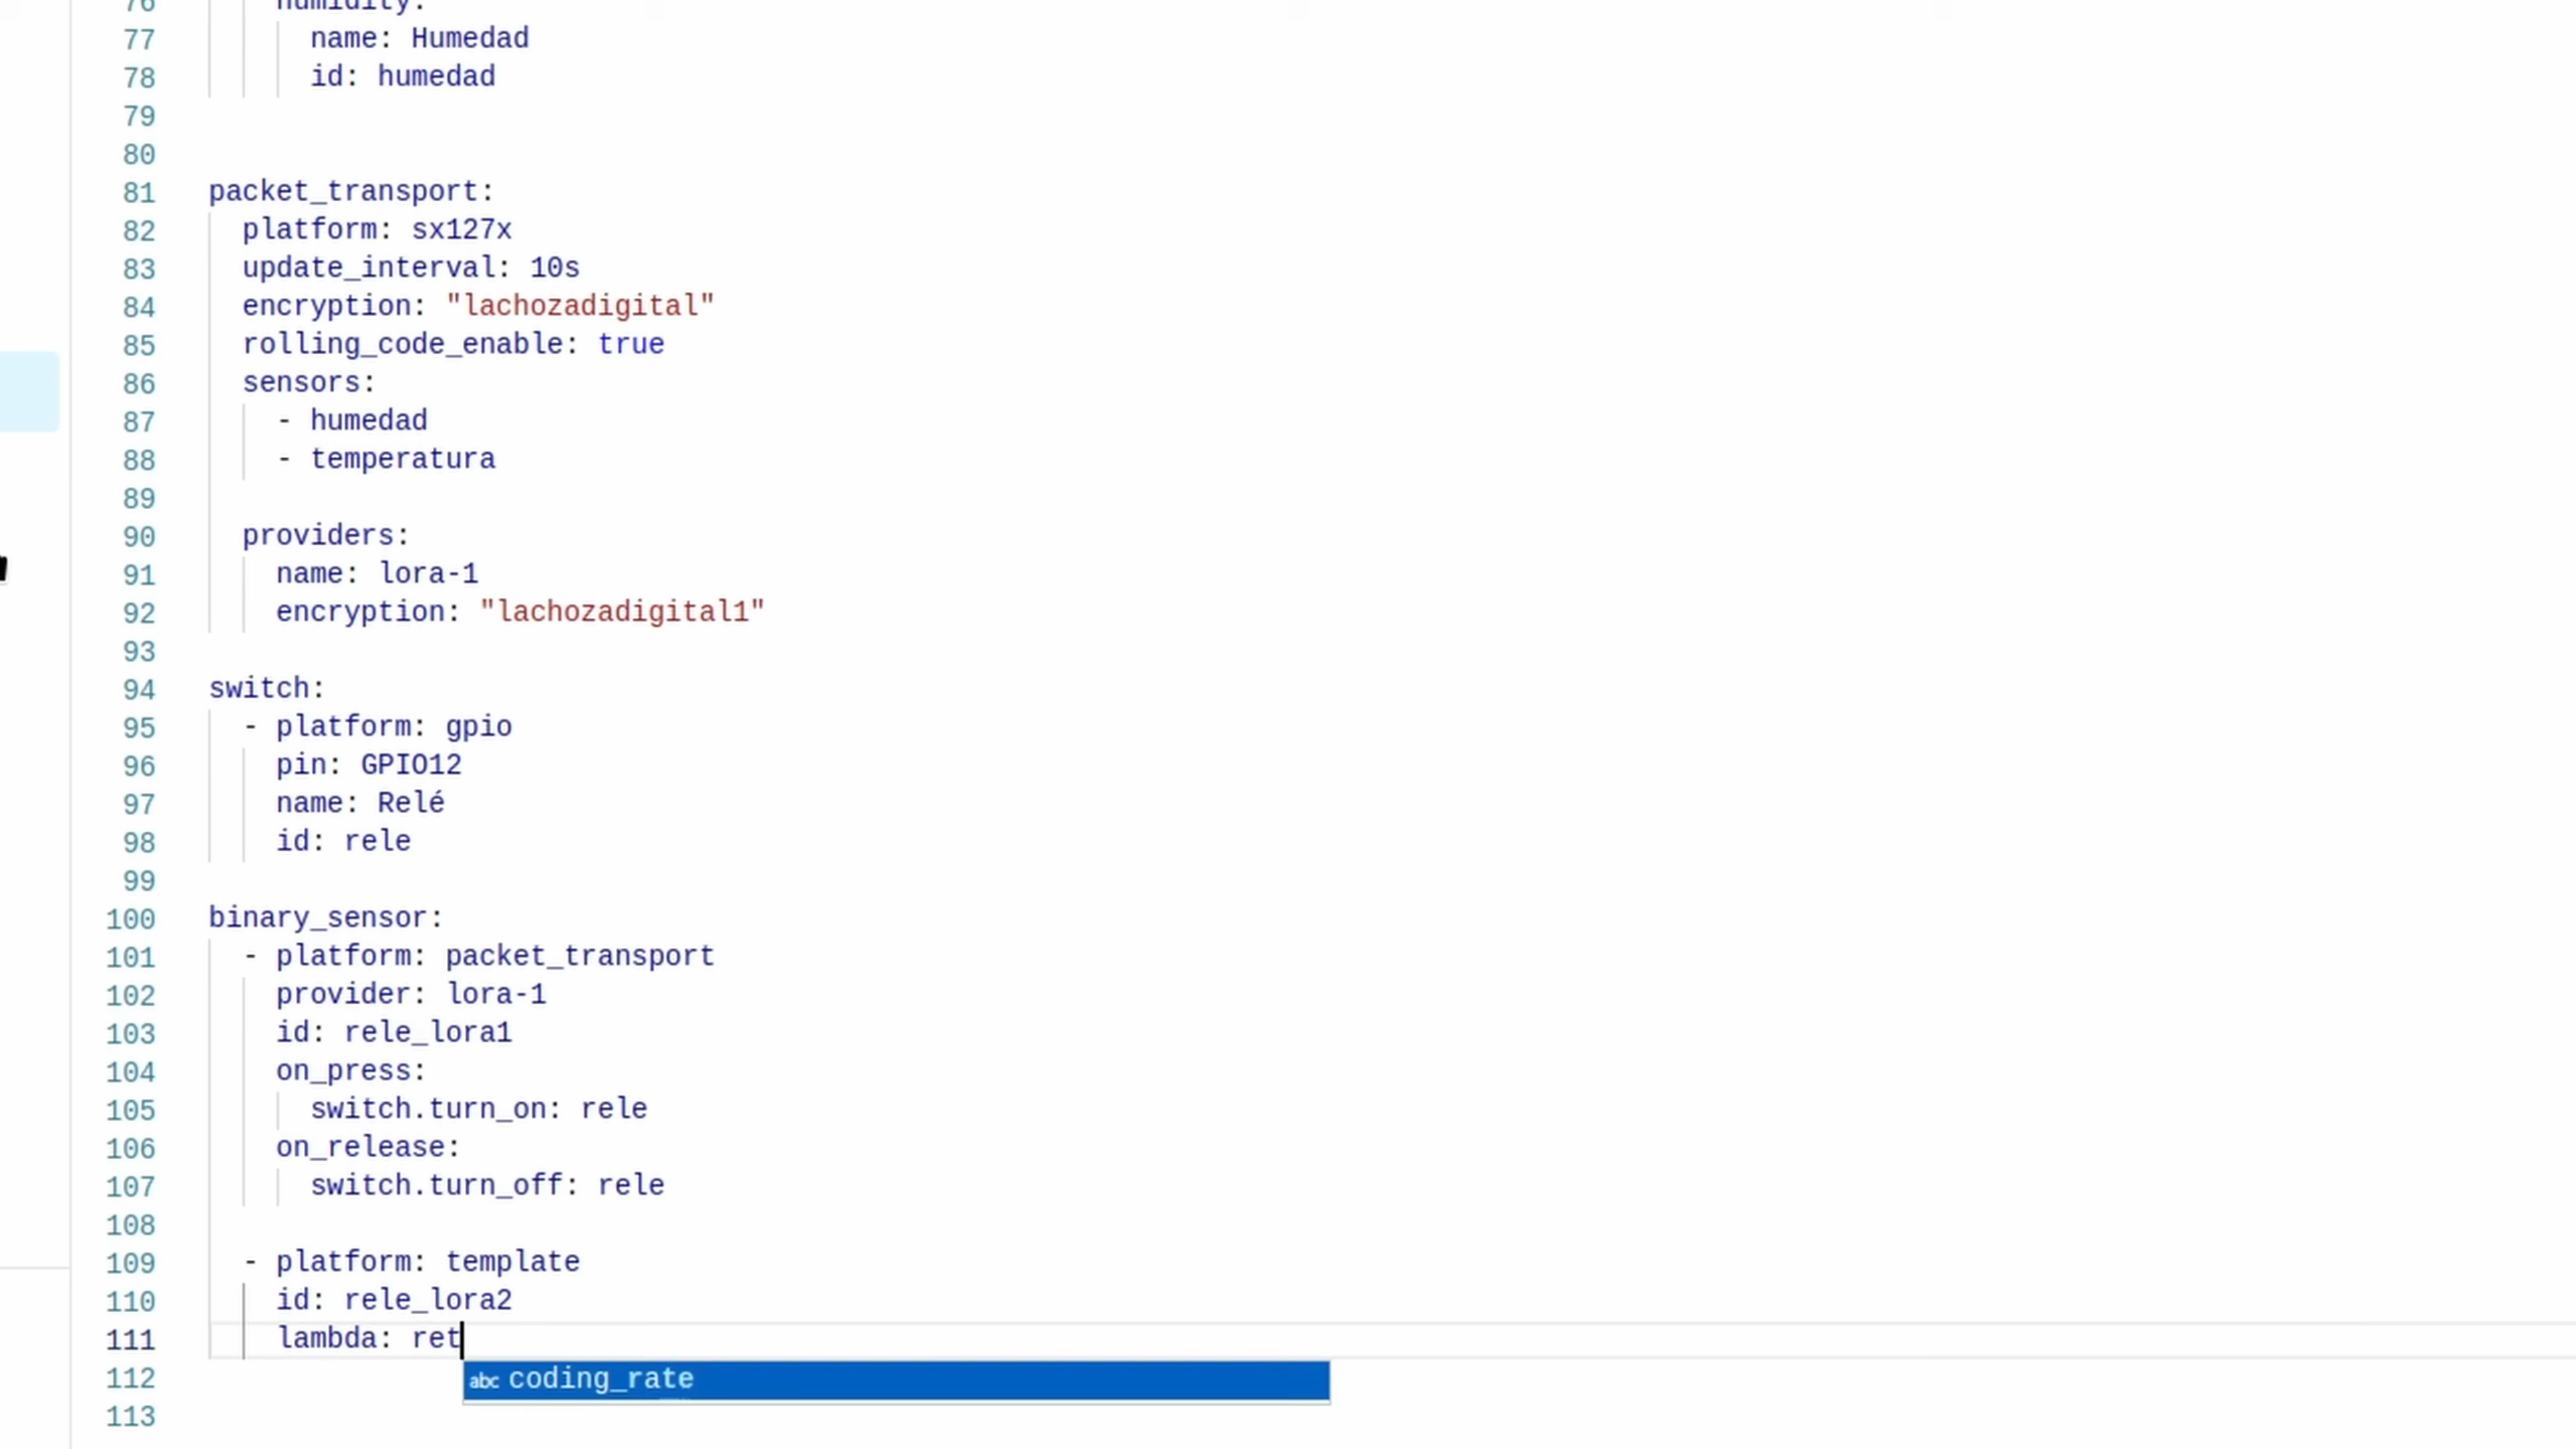 76 humidity:
77 name: Humedad
78 id: humedad
79
80
81 packet_transport:
82 platform: sx127x
83 update_interval: 10s
84 encryption: "lachozadigital"
85 rolling_code_enable: true
86 sensors:
87 - humedad
88 - temperatura
89
90 providers:
91 name: lora-1
92 encryption: "lachozadigital1"
93
94 switch:
95 - platform: gpio
96 pin: GPIO12
97 name: Relé
98 id: rele
99
100 binary_sensor:
101 - platform: packet_transport
102 provider: lora-1
103 id: rele_lora1
104 on_press:
105 switch.turn_on: rele
106 on_release:
107 switch.turn_off: rele
108
109 - platform: template
110 id: rele_lora2
111 lambda: ret
112 abc coding_rate
113